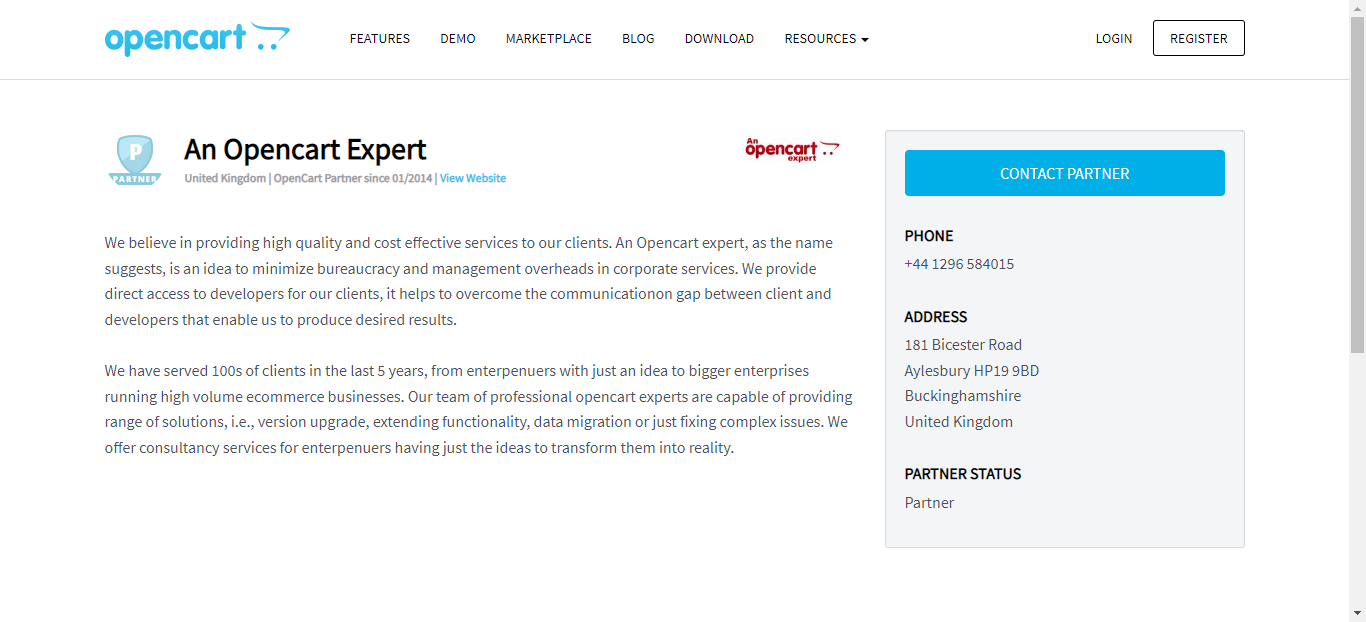 opencart
FEATURES
DEMO
MARKETPLACE
BLOG
DOWNLOAD
RESOURCES
LOGIN
REGISTER
P
PARTNER
An Opencart Expert
United Kingdom | OpenCart Partner since 01/2014 | View Website
An
opencart
expert
We believe in providing high quality and cost effective services to our clients. An Opencart expert, as the name
suggests, is an idea to minimize bureaucracy and management overheads in corporate services. We provide
direct access to developers for our clients, it helps to overcome the communicationon gap between client and
developers that enable us to produce desired results.
We have served 100s of clients in the last 5 years, from enterpenuers with just an idea to bigger enterprises
running high volume ecommerce businesses. Our team of professional opencart experts are capable of providing
range of solutions, i.e., version upgrade, extending functionality, data migration or just fixing complex issues. We
offer consultancy services for enterpenuers having just the ideas to transform them into reality.
CONTACT PARTNER
PHONE
+44 1296 584015
ADDRESS
181 Bicester Road
Aylesbury HP19 9BD
Buckinghamshire
United Kingdom
PARTNER STATUS
Partner